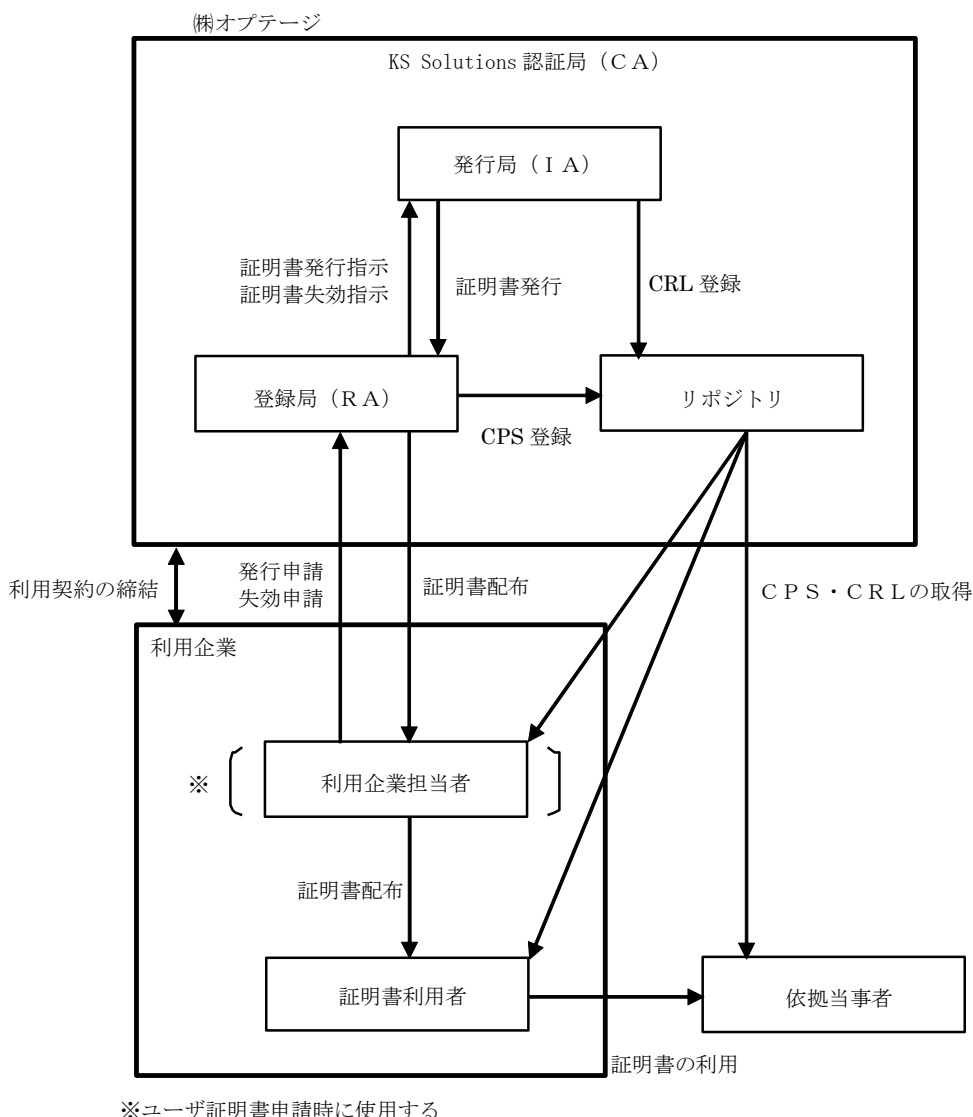 ㈱オプテージ
KS Solutions 認証局（ＣＡ）
発行局（ＩＡ）
証明書発行指示
証明書失効指示
証明書発行
CRL 登録
登録局（ＲＡ）
リポジトリ
CPS 登録
利用契約の締結
発行申請
失効申請
証明書配布
ＣＰＳ・ＣＲＬの取得
利用企業
※
利用企業担当者
証明書配布
証明書利用者
依拠当事者
証明書の利用
※ユーザ証明書申請時に使用する